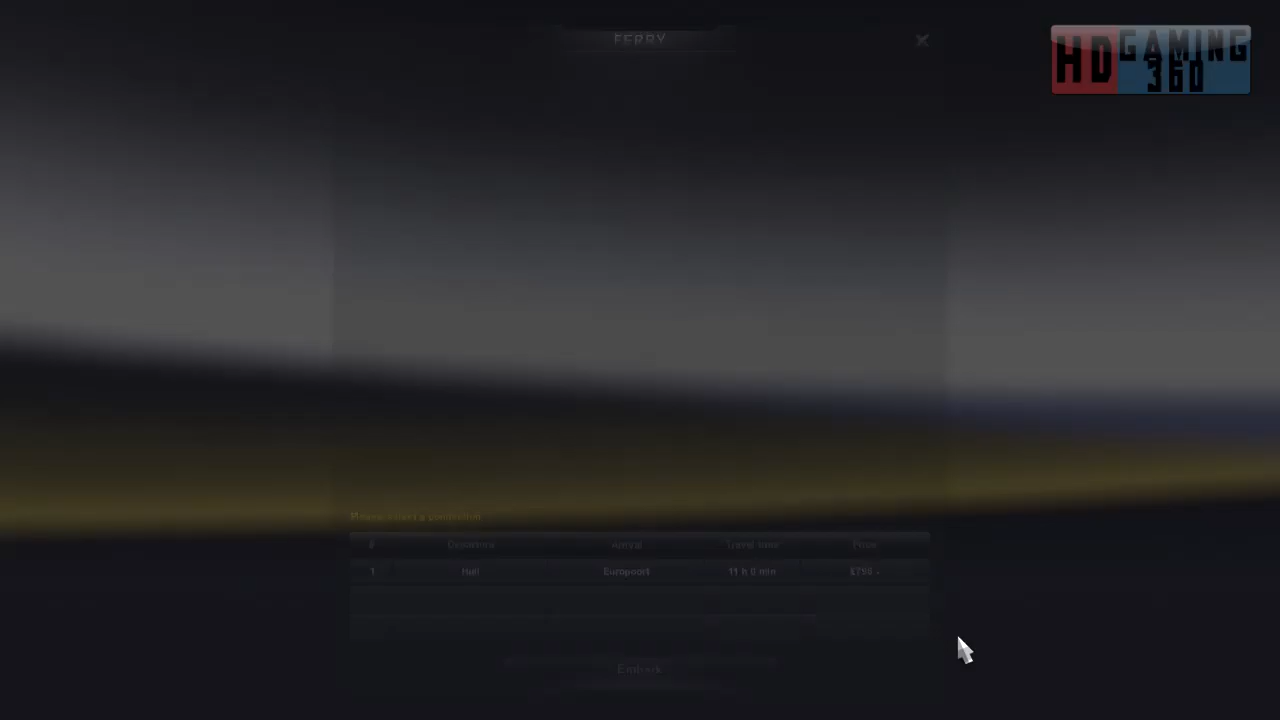 FERRY
HD GAMING
360
Please select a connection
# Departure Arrival Travel time Price
1 Hull Europoort 11 h 0 min
Embark